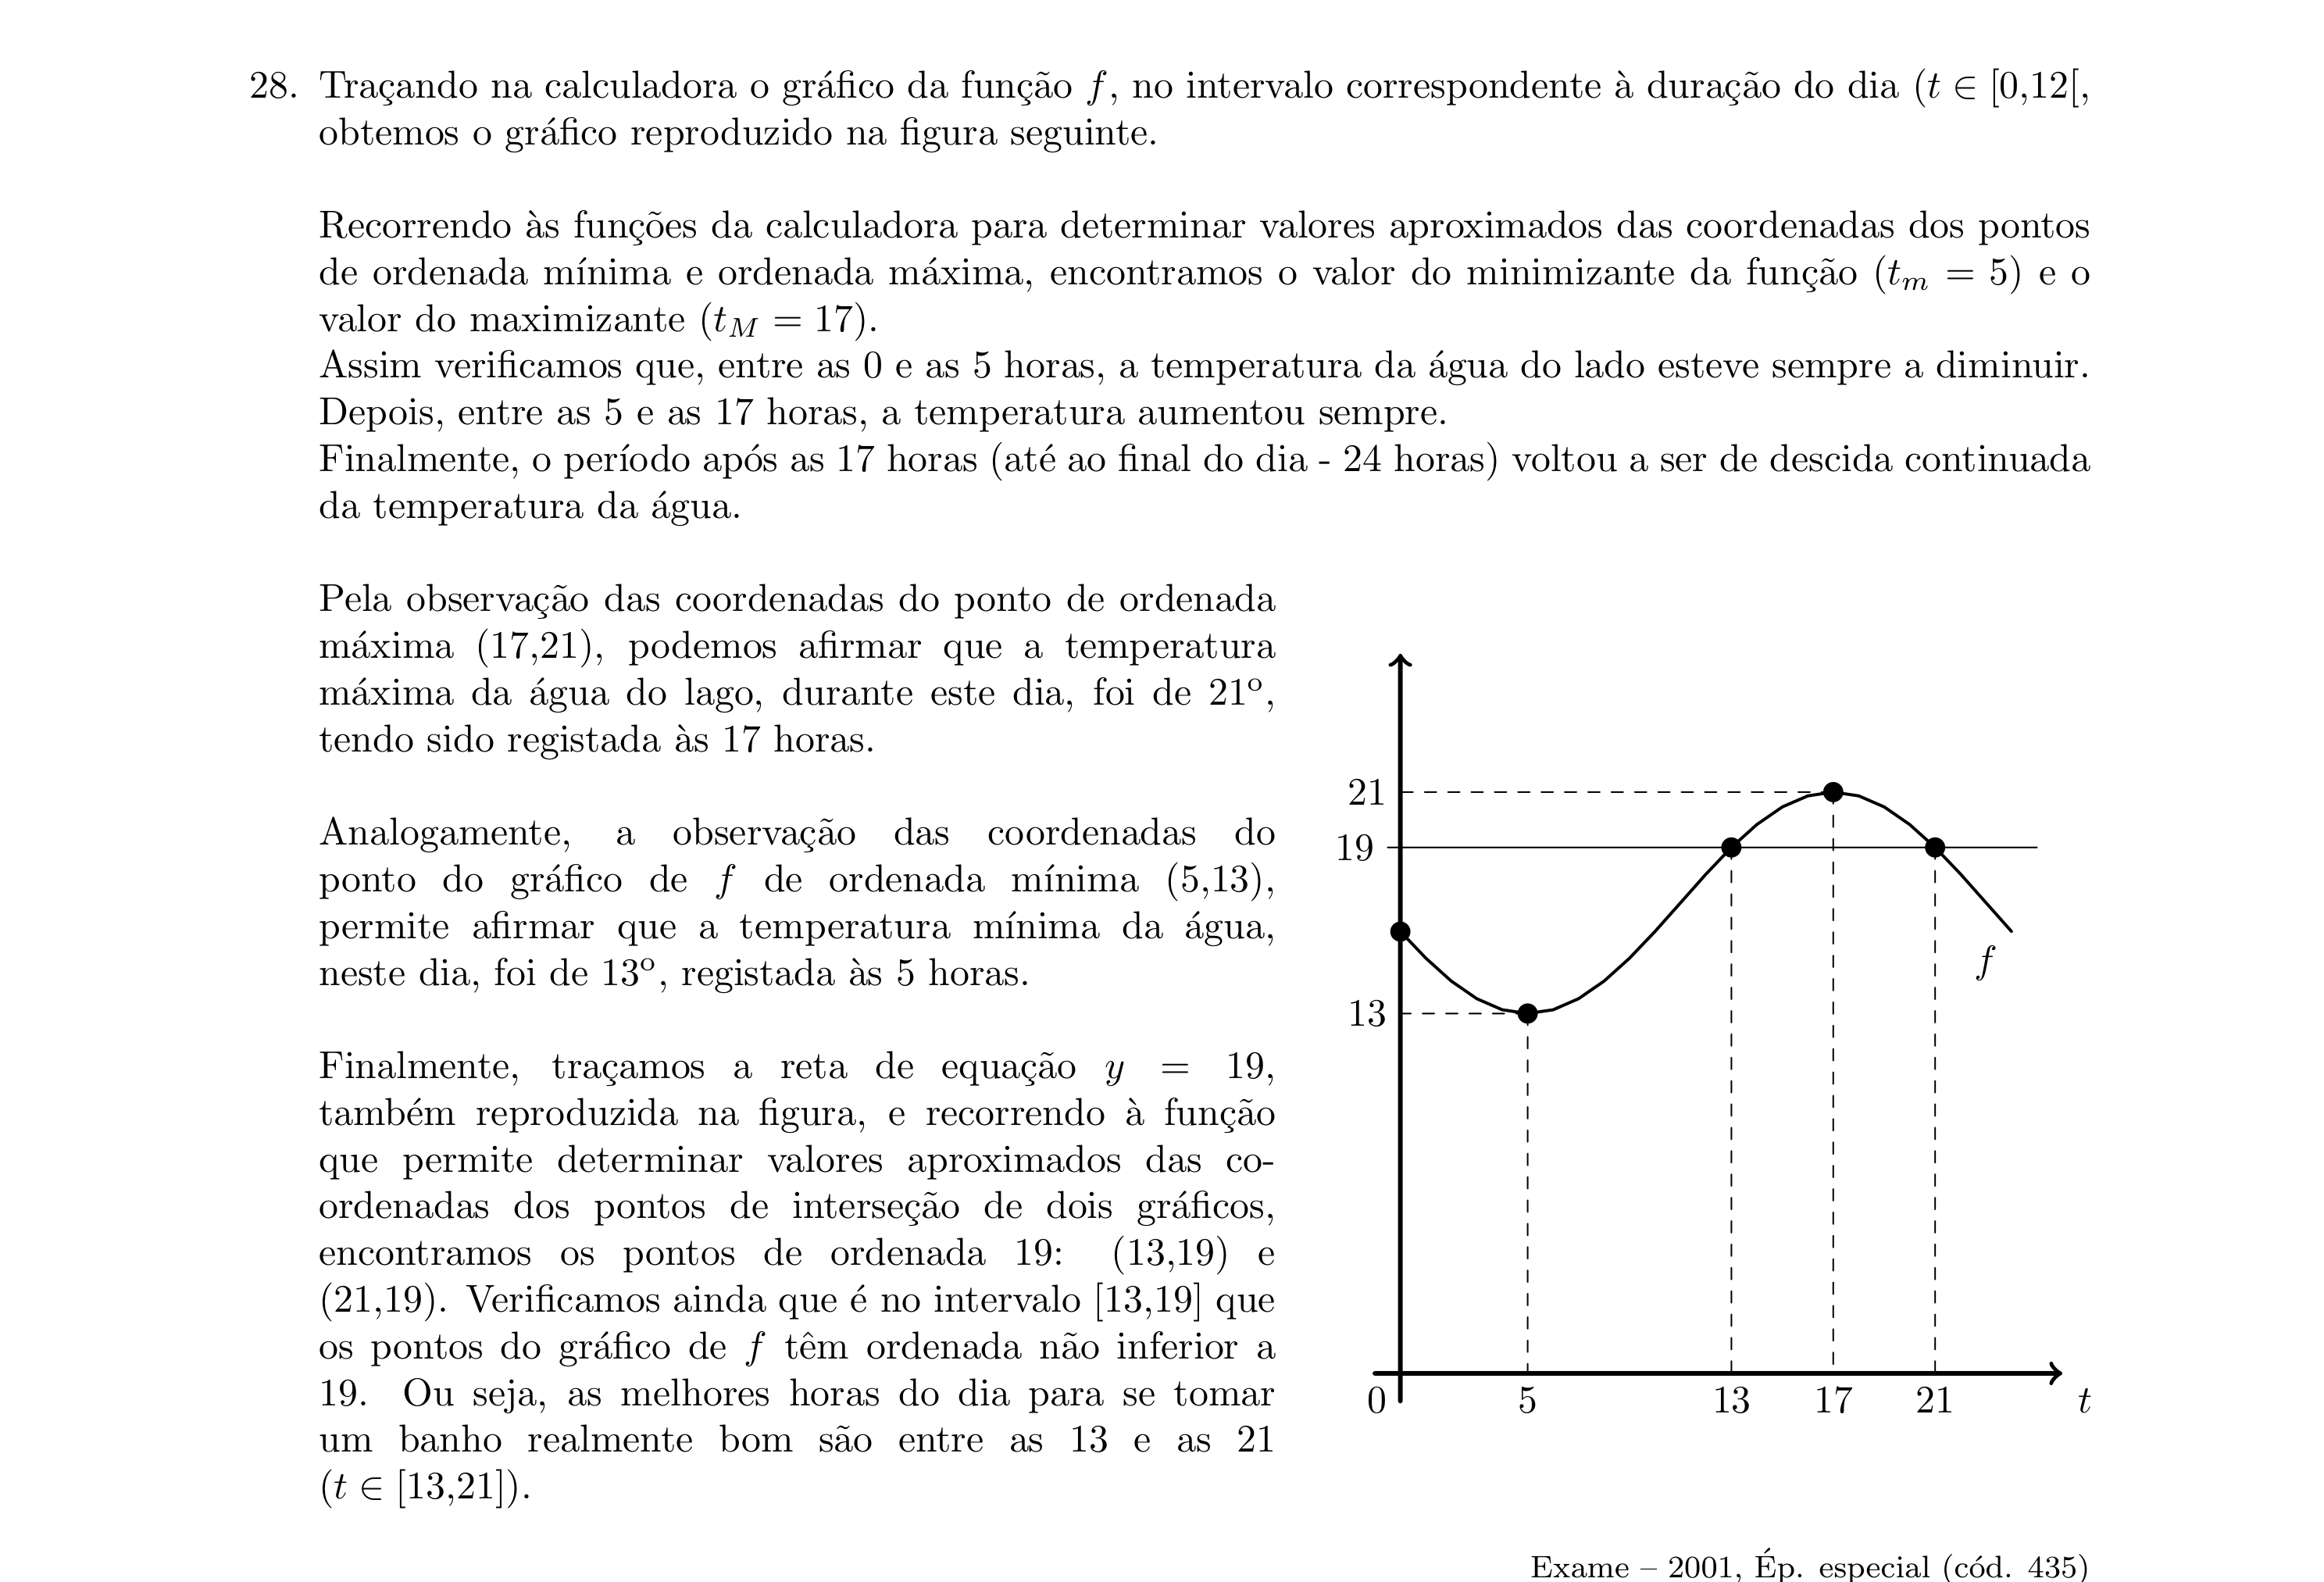 28. Traçando na calculadora o gráfico da função f, no intervalo correspondente à duração do dia (t ∈ [0,12[,
obtemos o gráfico reproduzido na figura seguinte.
Recorrendo às funções da calculadora para determinar valores aproximados das coordenadas dos pontos
de ordenada mínima e ordenada máxima, encontramos o valor do minimizante da função (tₘ = 5) e o
valor do maximizante (t_M = 17).
Assim verificamos que, entre as 0 e as 5 horas, a temperatura da água do lado esteve sempre a diminuir.
Depois, entre as 5 e as 17 horas, a temperatura aumentou sempre.
Finalmente, o período após as 17 horas (até ao final do dia - 24 horas) voltou a ser de descida continuada
da temperatura da água.
Pela observação das coordenadas do ponto de ordenada
máxima (17,21), podemos afirmar que a temperatura
máxima da água do lago, durante este dia, foi de 21º,
tendo sido registada às 17 horas.
Analogamente, a observação das coordenadas do
ponto do gráfico de f de ordenada mínima (5,13),
permite afirmar que a temperatura mínima da água,
neste dia, foi de 13º, registada às 5 horas.
Finalmente, traçamos a reta de equação y = 19,
também reproduzida na figura, e recorrendo à função
que permite determinar valores aproximados das co-
ordenadas dos pontos de interseção de dois gráficos,
encontramos os pontos de ordenada 19: (13,19) e
(21,19). Verificamos ainda que é no intervalo [13,19] que
os pontos do gráfico de f têm ordenada não inferior a
19. Ou seja, as melhores horas do dia para se tomar
um banho realmente bom são entre as 13 e as 21
(t ∈ [13,21]).
21
19
13
f
0 5 13 17 21 t
Exame – 2001, Ép. especial (cód. 435)